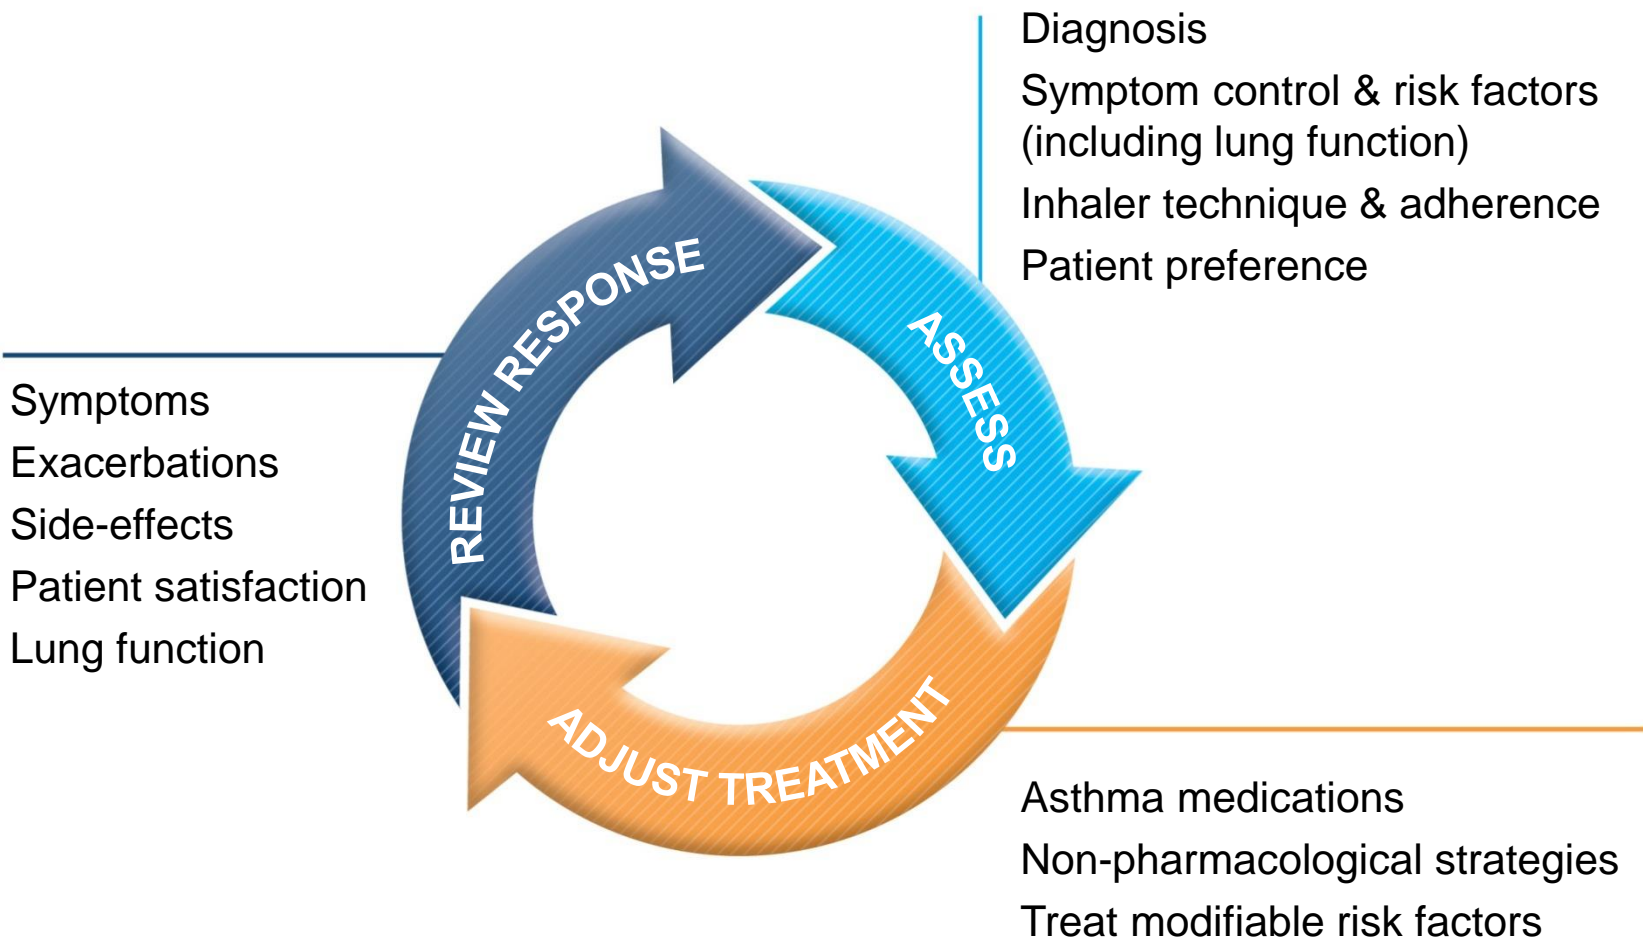 Diagnosis
Symptom control & risk factors
(including lung function)
Inhaler technique & adherence
Patient preference
REVIEW RESPONSE
ASSESS
ADJUST TREATMENT
Symptoms
Exacerbations
Side-effects
Patient satisfaction
Lung function
Asthma medications
Non-pharmacological strategies
Treat modifiable risk factors